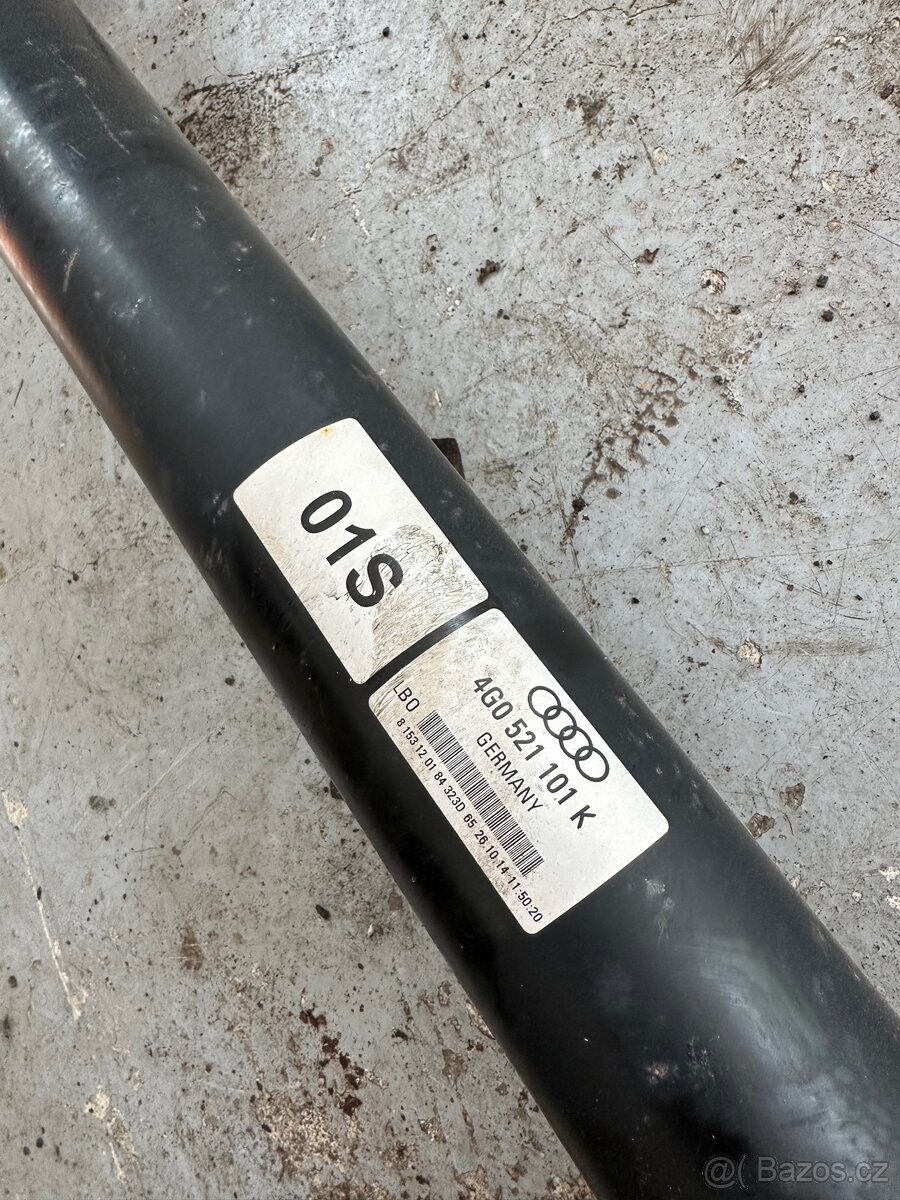 01S
4G0 521 101 K
GERMANY
LBO
8 153 12 01 84 323D 65 26.10.14 11:50:20
@( Bazos.cz